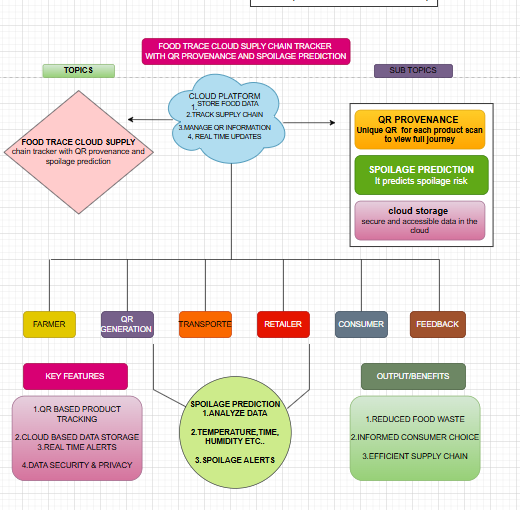 FOOD TRACE CLOUD SUPLY CHAIN TRACKER
WITH QR PROVENANCE AND SPOILAGE PREDICTION
TOPICS
SUB TOPICS
CLOUD PLATFORM
1, STORE FOOD DATA
2.TRACK SUPPLY CHAIN
3.MANAGE QR INFORMATION
4, REAL TIME UPDATES
FOOD TRACE CLOUD SUPPLY
chain tracker with QR provenance and
spoilage prediction
QR PROVENANCE
Unique QR for each product scan
to view full journey
SPOILAGE PREDICTION
It predicts spoilage risk
cloud storage
secure and accessible data in the
cloud
FARMER
QR
GENERATION
TRANSPORTE
RETAILER
CONSUMER
FEEDBACK
KEY FEATURES
1.QR BASED PRODUCT
TRACKING
2.CLOUD BASED DATA STORAGE
3.REAL TIME ALERTS
4.DATA SECURITY & PRIVACY
SPOILAGE PREDICTION
1.ANALYZE DATA
2.TEMPERATURE,TIME,
HUMIDITY ETC..
3. SPOILAGE ALERTS
OUTPUT/BENEFITS
1.REDUCED FOOD WASTE
2.INFORMED CONSUMER CHOICE
3.EFFICIENT SUPPLY CHAIN